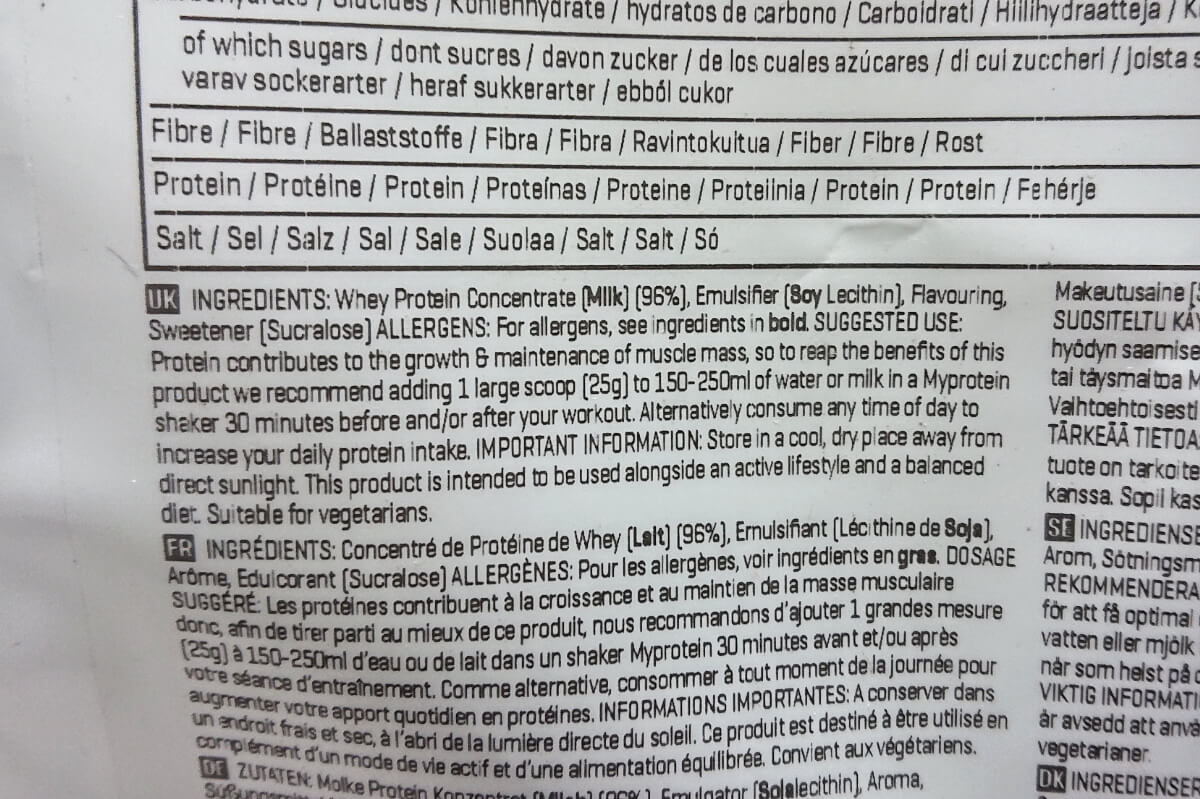 Glucides / Kohlenhydrate / hydratos de carbono / Carboidrati / Hiilihydraatteja /
of which sugars / dont sucres / davon zucker / de los cuales azúcares / di cui zuccheri / joista
varav sockerarter / heraf sukkerarter / ebből cukor
Fibre / Fibre / Ballaststoffe / Fibra / Fibra / Ravintokuitua / Fiber / Fibre / Rost
Protein / Protéine / Protein / Proteínas / Proteine / Proteiinia / Protein / Protein / Fehérje
Salt / Sel / Salz / Sal / Sale / Suolaa / Salt / Salt / Só
UK INGREDIENTS: Whey Protein Concentrate (Milk) (96%), Emulsifier (Soy Lecithin), Flavouring,
Sweetener (Sucralose) ALLERGENS: For allergens, see ingredients in bold. SUGGESTED USE:
Protein contributes to the growth & maintenance of muscle mass, so to reap the benefits of this
product we recommend adding 1 large scoop (25g) to 150-250ml of water or milk in a Myprotein
shaker 30 minutes before and/or after your workout. Alternatively consume any time of day to
increase your daily protein intake. IMPORTANT INFORMATION: Store in a cool, dry place away from
direct sunlight. This product is intended to be used alongside an active lifestyle and a balanced
diet. Suitable for vegetarians.
FR INGRÉDIENTS: Concentré de Protéine de Whey (Lait) (96%), Emulsifiant (Lécithine de Soja),
Arôme, Edulcorant (Sucralose) ALLERGÈNES: Pour les allergènes, voir ingrédients en gras. DOSAGE
SUGGÉRÉ: Les protéines contribuent à la croissance et au maintien de la masse musculaire
donc, afin de tirer parti au mieux de ce produit, nous recommandons d'ajouter 1 grandes mesure
(25g) à 150-250ml d'eau ou de lait dans un shaker Myprotein 30 minutes avant et/ou après
votre séance d'entraînement. Comme alternative, consommer à tout moment de la journée pour
augmenter votre apport quotidien en protéines. INFORMATIONS IMPORTANTES: A conserver dans
un endroit frais et sec, à l'abri de la lumière directe du soleil. Ce produit est destiné à être utilisé en
complément d'un mode de vie actif et d'une alimentation équilibrée. Convient aux végétariens.
DE ZUTATEN: Molke Protein Konzentrat (Milch) (96%), Emulgator (Sojalecithin), Aroma,
Makeutusaine
SUOSITELTU
hyödyn saamise
tai täysmaitoa M
Vaihtoehtoisesti
TÄRKEÄÄ TIETOA
tuote on tarkoite
kanssa. Sopii kas
SE INGREDIENSE
Arom, Sötningsm
REKOMMENDERA
för att få optimal
vatten eller mjölk
när som helst på
VIKTIG INFORMATI
är avsedd att anvä
vegetarianer.
DK INGREDIENSER